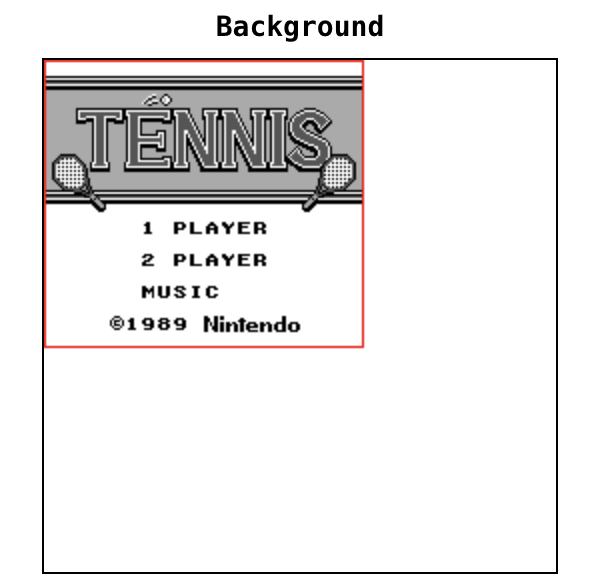 Background
TENNIS
1 PLAYER
2 PLAYER
MUSIC
©1989 Nintendo